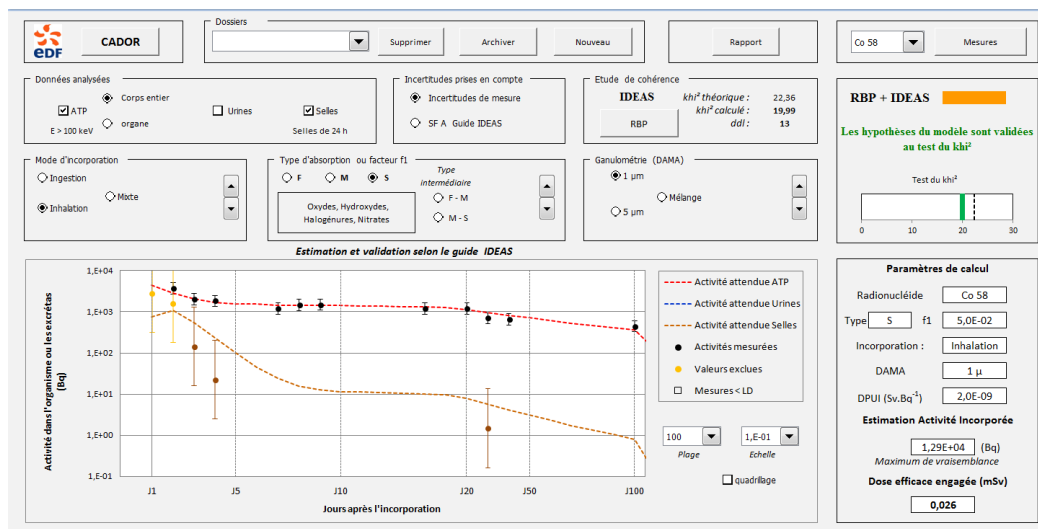 eDF
CADOR
Dossiers
Supprimer
Archiver
Nouveau
Rapport
Co 58
Mesures
Données analysées
ATP
E > 100 keV
Corps entier
organe
Urines
Selles
Selles de 24 h
Incertitudes prises en compte
Incertitudes de mesure
SF A Guide IDEAS
Etude de cohérence
IDEAS
RBP
khi² théorique : 22,36
khi² calculé : 19,99
ddl : 13
RBP + IDEAS
Les hypothèses du modèle sont validées
au test du khi²
Test du khi²
0 10 20 30
Mode d'incorporation
Ingestion
Mixte
Inhalation
Type d'absorption ou facteur f1
F M S
Oxydes, Hydroxydes,
Halogénures, Nitrates
Type
intermédiaire
F - M
M - S
Ganulométrie (DAMA)
1 µm
Mélange
5 µm
Estimation et validation selon le guide IDEAS
Activité dans l'organisme ou les excrétas
(Bq)
1,E+04
1,E+03
1,E+02
1,E+01
1,E+00
1,E-01
J1 J5 J10 J20 J50 J100
Jours après l'incorporation
Activité attendue ATP
Activité attendue Urines
Activité attendue Selles
Activités mesurées
Valeurs exclues
Mesures < LD
100
Plage
1,E-01
Echelle
quadrillage
Paramètres de calcul
Radionucléide Co 58
Type S f1 5,0E-02
Incorporation : Inhalation
DAMA 1 µ
DPUI (Sv.Bq⁻¹) 2,0E-09
Estimation Activité Incorporée
1,29E+04 (Bq)
Maximum de vraisemblance
Dose efficace engagée (mSv)
0,026